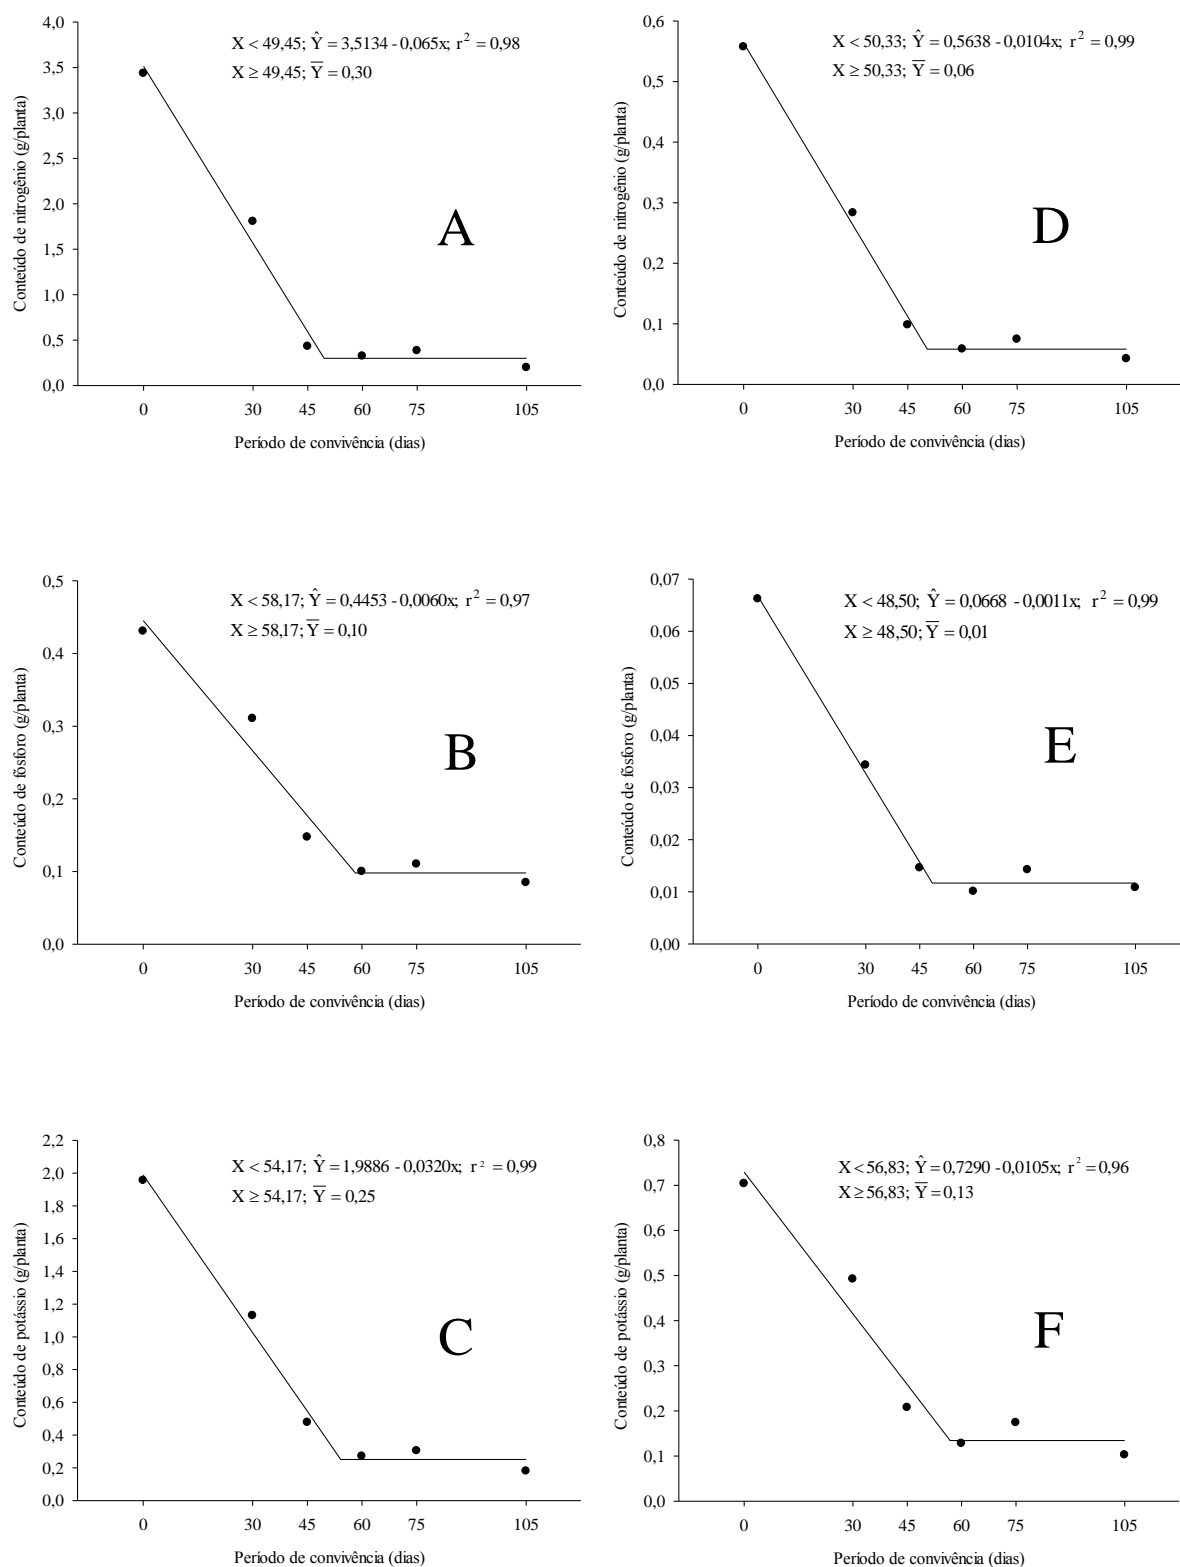 X < 49,45; Ŷ = 3,5134 - 0,065x; r² = 0,98
X ≥ 49,45; Y̅ = 0,30
Conteúdo de nitrogênio (g/planta)
4,0
3,5
3,0
2,5
2,0
1,5
1,0
0,5
0,0
A
0 30 45 60 75 105
Período de convivência (dias)
X < 50,33; Ŷ = 0,5638 - 0,0104x; r² = 0,99
X ≥ 50,33; Y̅ = 0,06
Conteúdo de nitrogênio (g/planta)
0,6
0,5
0,4
0,3
0,2
0,1
0,0
D
0 30 45 60 75 105
Período de convivência (dias)
X < 58,17; Ŷ = 0,4453 - 0,0060x; r² = 0,97
X ≥ 58,17; Y̅ = 0,10
Conteúdo de fósforo (g/planta)
0,5
0,4
0,3
0,2
0,1
0,0
B
0 30 45 60 75 105
Período de convivência (dias)
X < 48,50; Ŷ = 0,0668 - 0,0011x; r² = 0,99
X ≥ 48,50; Y̅ = 0,01
Conteúdo de fósforo (g/planta)
0,07
0,06
0,05
0,04
0,03
0,02
0,01
0,00
E
0 30 45 60 75 105
Período de convivência (dias)
X < 54,17; Ŷ = 1,9886 - 0,0320x; r² = 0,99
X ≥ 54,17; Y̅ = 0,25
Conteúdo de potássio (g/planta)
2,2
2,0
1,8
1,6
1,4
1,2
1,0
0,8
0,6
0,4
0,2
0,0
C
0 30 45 60 75 105
Período de convivência (dias)
X < 56,83; Ŷ = 0,7290 - 0,0105x; r² = 0,96
X ≥ 56,83; Y̅ = 0,13
Conteúdo de potássio (g/planta)
0,8
0,7
0,6
0,5
0,4
0,3
0,2
0,1
0,0
F
0 30 45 60 75 105
Período de convivência (dias)